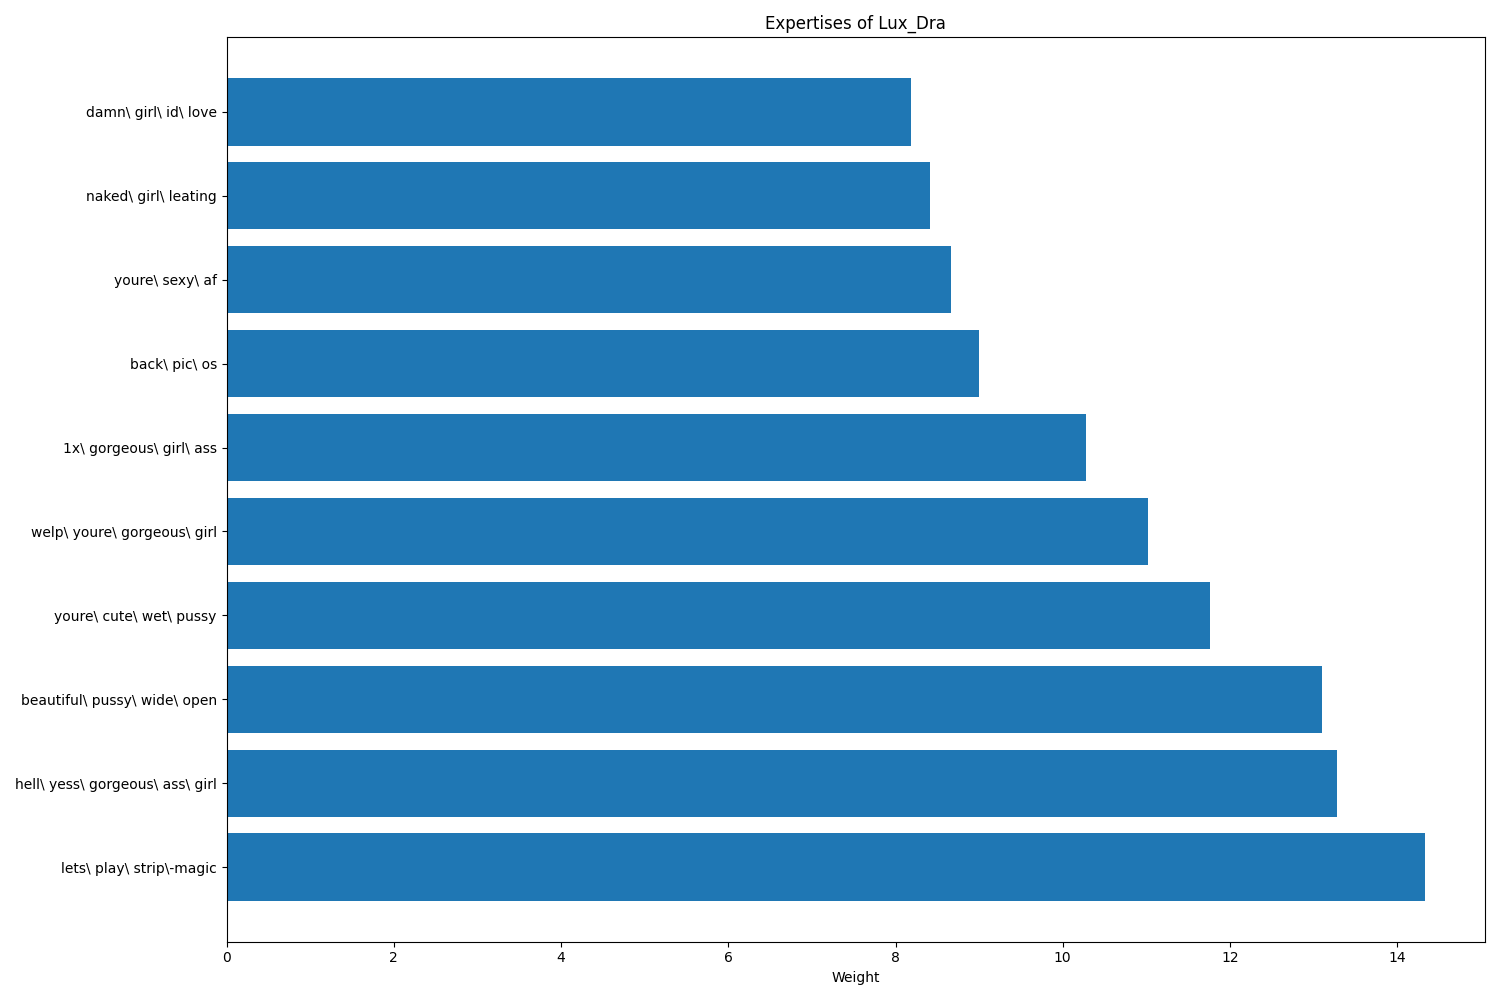 Expertises of Lux_Dra
damn\ girl\ id\ love
naked\ girl\ leating
youre\ sexy\ af
back\ pic\ os
1x\ gorgeous\ girl\ ass
welp\ youre\ gorgeous\ girl
youre\ cute\ wet\ pussy
beautiful\ pussy\ wide\ open
hell\ yess\ gorgeous\ ass\ girl
lets\ play\ strip\-magic
0 2 4 6 8 10 12 14
Weight